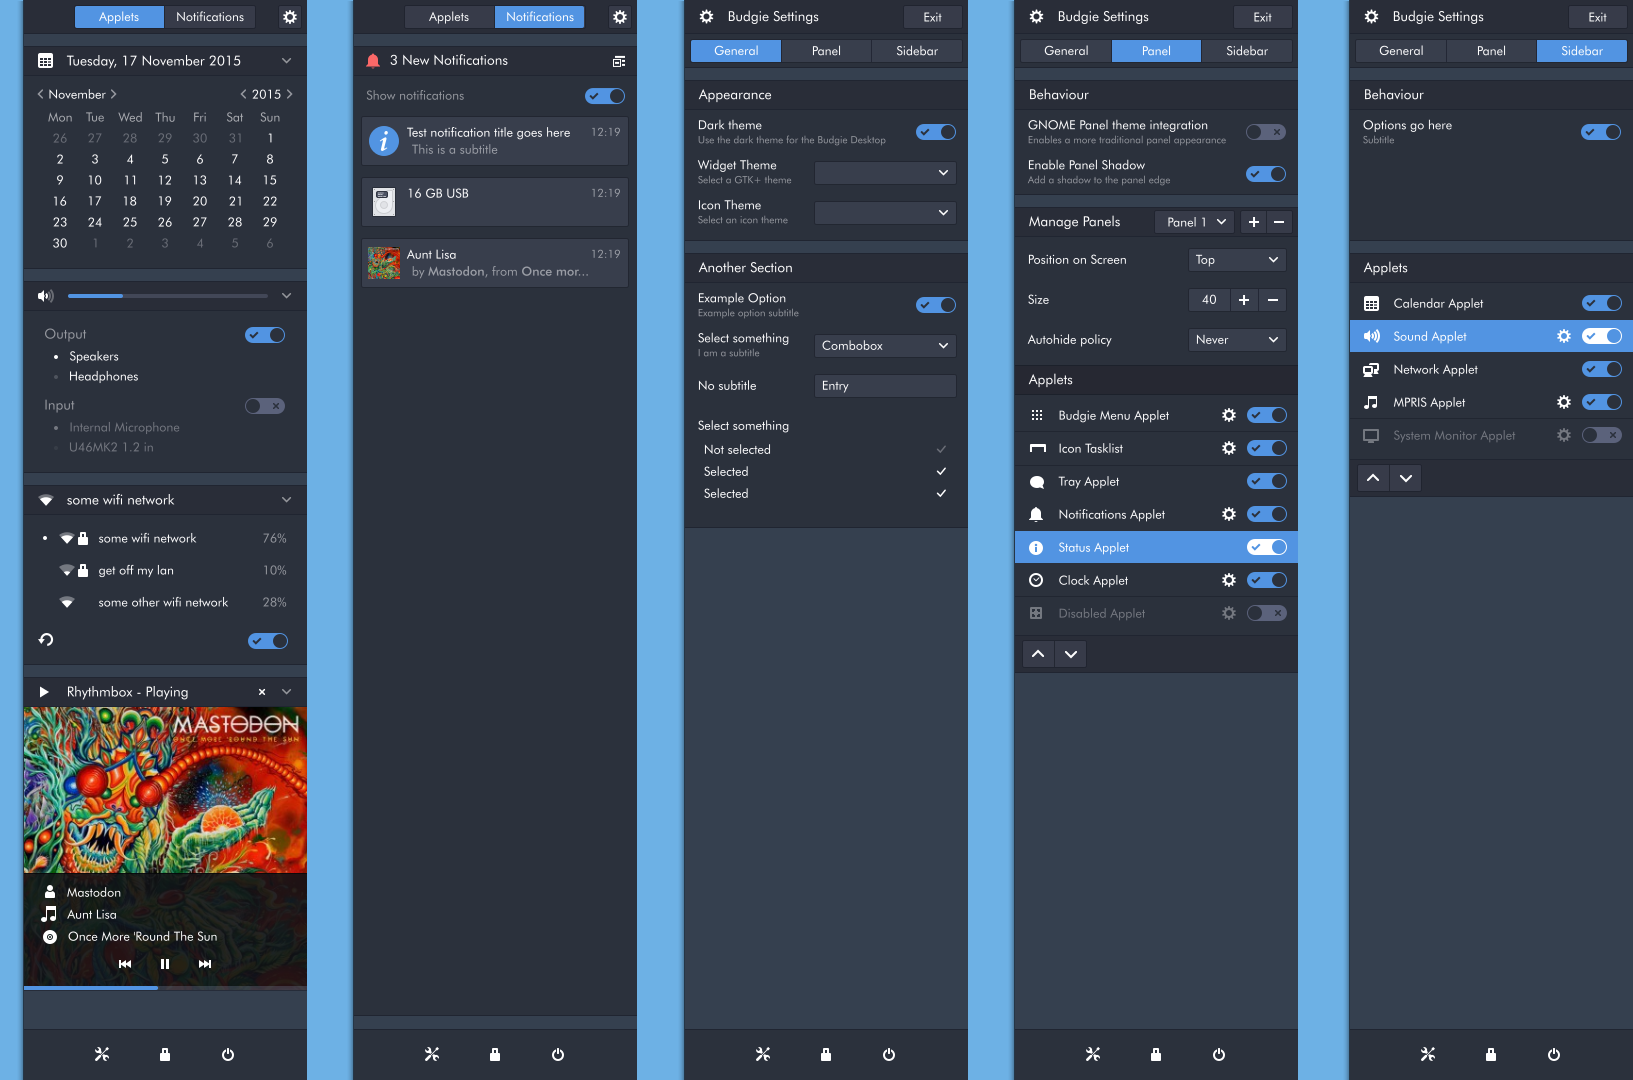 Applets Notifications
Tuesday, 17 November 2015
November 2015
Mon Tue Wed Thu Fri Sat Sun
26 27 28 29 30 31 1
2 3 4 5 6 7 8
9 10 11 12 13 14 15
16 17 18 19 20 21 22
23 24 25 26 27 28 29
30 1 2 3 4 5 6
Output
• Speakers
• Headphones
Input
• Internal Microphone
• U46MK2 1.2 in
some wifi network
• some wifi network 76%
get off my lan 10%
some other wifi network 28%
Rhythmbox - Playing
MASTODON
ONCE MORE 'ROUND THE SUN
Mastodon
Aunt Lisa
Once More 'Round The Sun
Applets Notifications
3 New Notifications
Show notifications
Test notification title goes here 12:19
This is a subtitle
16 GB USB 12:19
Aunt Lisa 12:19
by Mastodon, from Once mor...
Budgie Settings Exit
General Panel Sidebar
Appearance
Dark theme
Use the dark theme for the Budgie Desktop
Widget Theme
Select a GTK+ theme
Icon Theme
Select an icon theme
Another Section
Example Option
Example option subtitle
Select something Combobox
I am a subtitle
No subtitle Entry
Select something
Not selected
Selected
Selected
Budgie Settings Exit
General Panel Sidebar
Behaviour
GNOME Panel theme integration
Enables a more traditional panel appearance
Enable Panel Shadow
Add a shadow to the panel edge
Manage Panels Panel 1 + −
Position on Screen Top
Size 40 + −
Autohide policy Never
Applets
Budgie Menu Applet
Icon Tasklist
Tray Applet
Notifications Applet
Status Applet
Clock Applet
Disabled Applet
Budgie Settings Exit
General Panel Sidebar
Behaviour
Options go here
Subtitle
Applets
Calendar Applet
Sound Applet
Network Applet
MPRIS Applet
System Monitor Applet